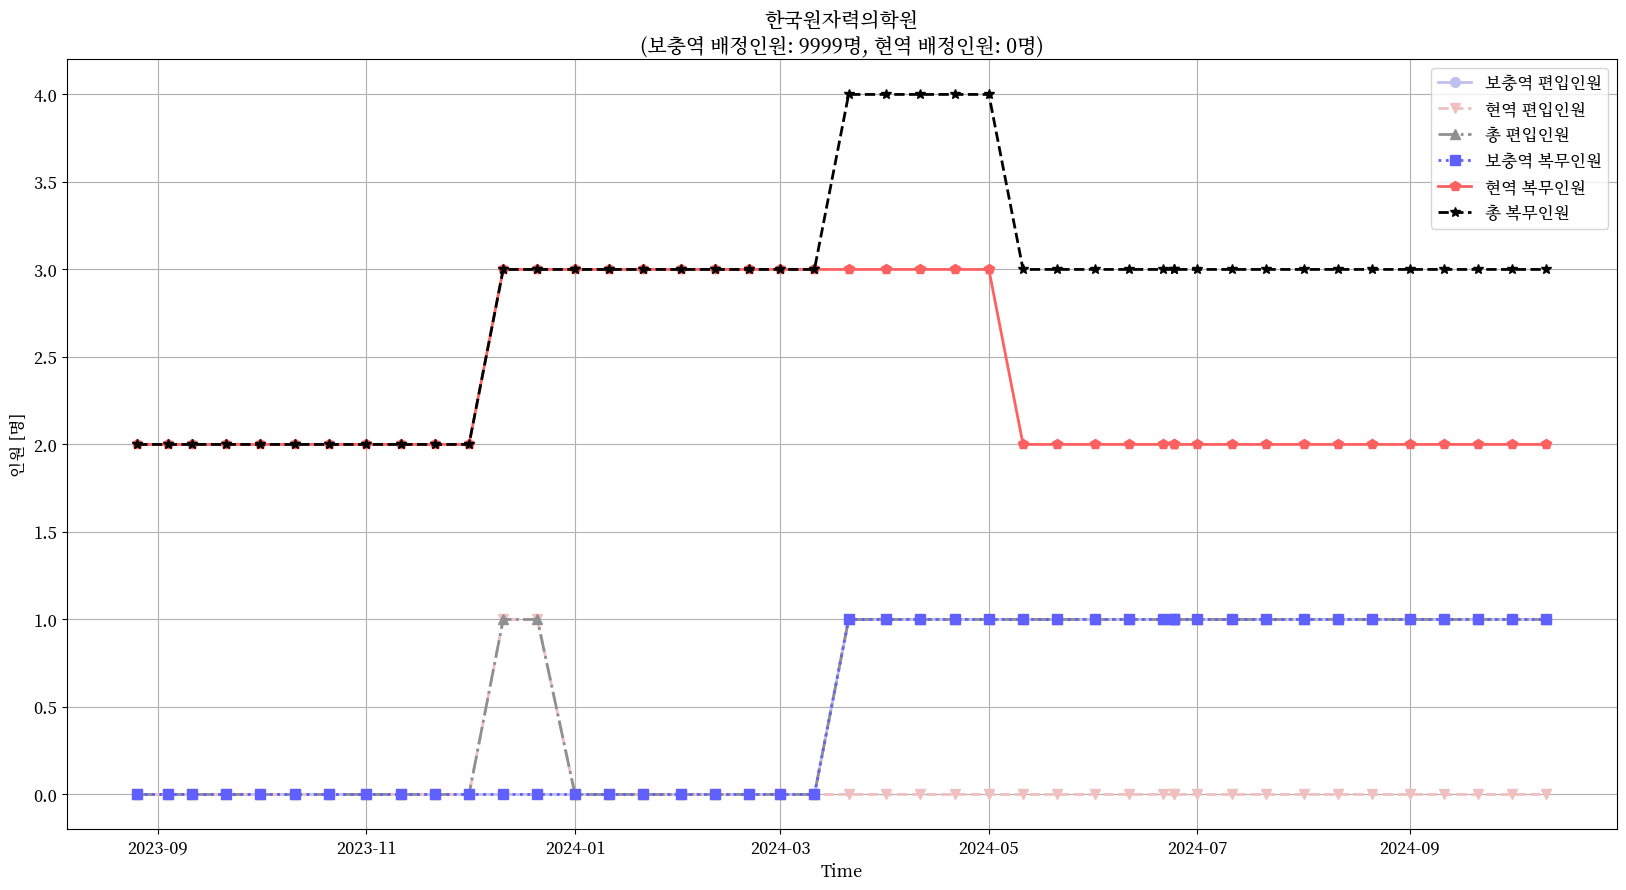 한국원자력의학원
(보충역 배정인원: 9999명, 현역 배정인원: 0명)
보충역 편입인원
현역 편입인원
총 편입인원
보충역 복무인원
현역 복무인원
총 복무인원
인원 [명]
4.0
3.5
3.0
2.5
2.0
1.5
1.0
0.5
0.0
2023-09
2023-11
2024-01
2024-03
2024-05
2024-07
2024-09
Time